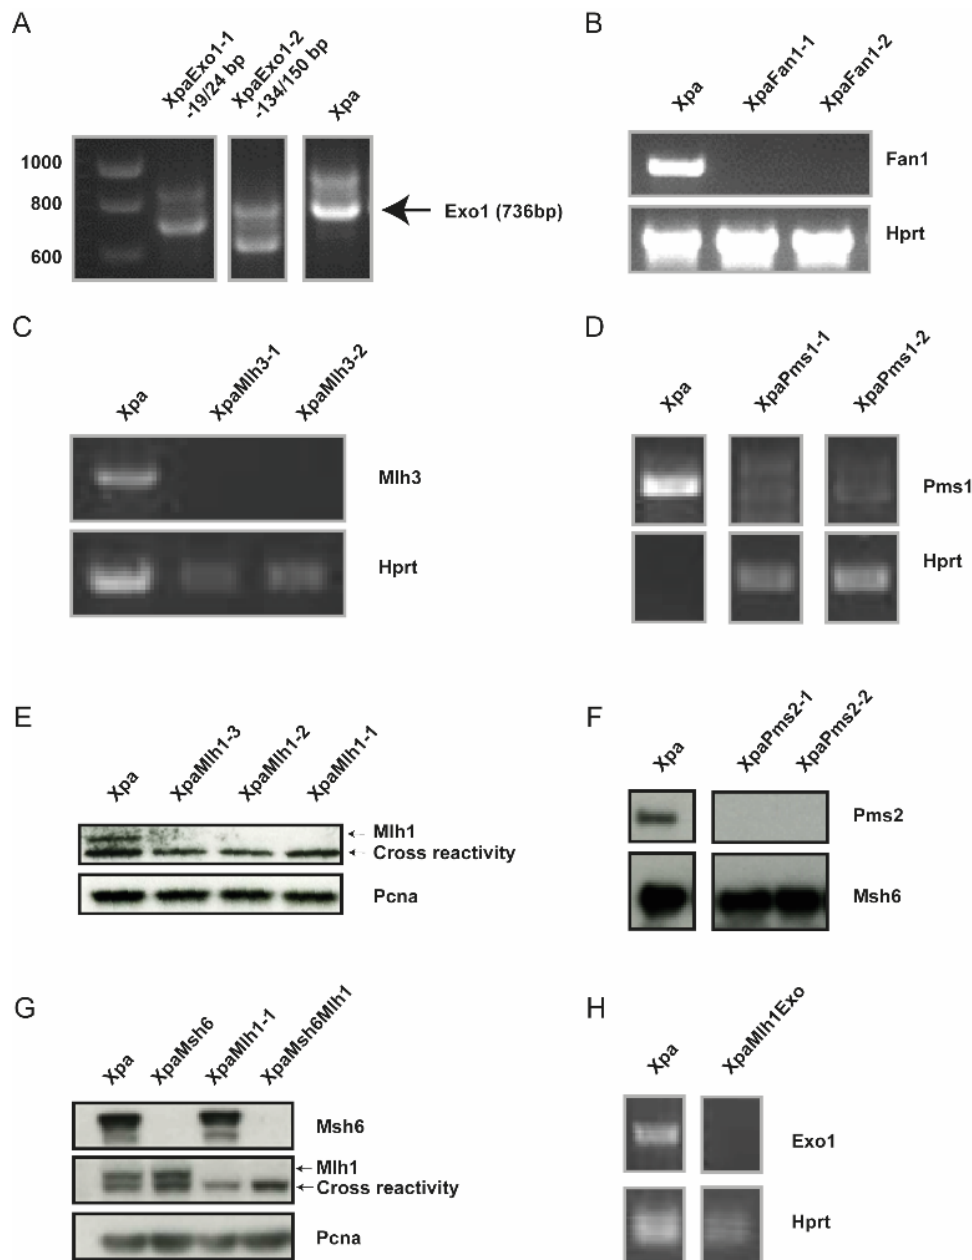 A
XpaExo1-1
-19/24 bp
XpaExo1-2
-134/150 bp
Xpa
1000
800
600
Exo1 (736bp)
B
Xpa
XpaFan1-1
XpaFan1-2
Fan1
Hprt
C
Xpa
XpaMlh3-1
XpaMlh3-2
Mlh3
Hprt
D
Xpa
XpaPms1-1
XpaPms1-2
Pms1
Hprt
E
Xpa
XpaMlh1-3
XpaMlh1-2
XpaMlh1-1
Mlh1
Cross reactivity
Pcna
F
Xpa
XpaPms2-1
XpaPms2-2
Pms2
Msh6
G
Xpa
XpaMsh6
XpaMlh1-1
XpaMsh6Mlh1
Msh6
Mlh1
Cross reactivity
Pcna
H
Xpa
XpaMlh1Exo
Exo1
Hprt